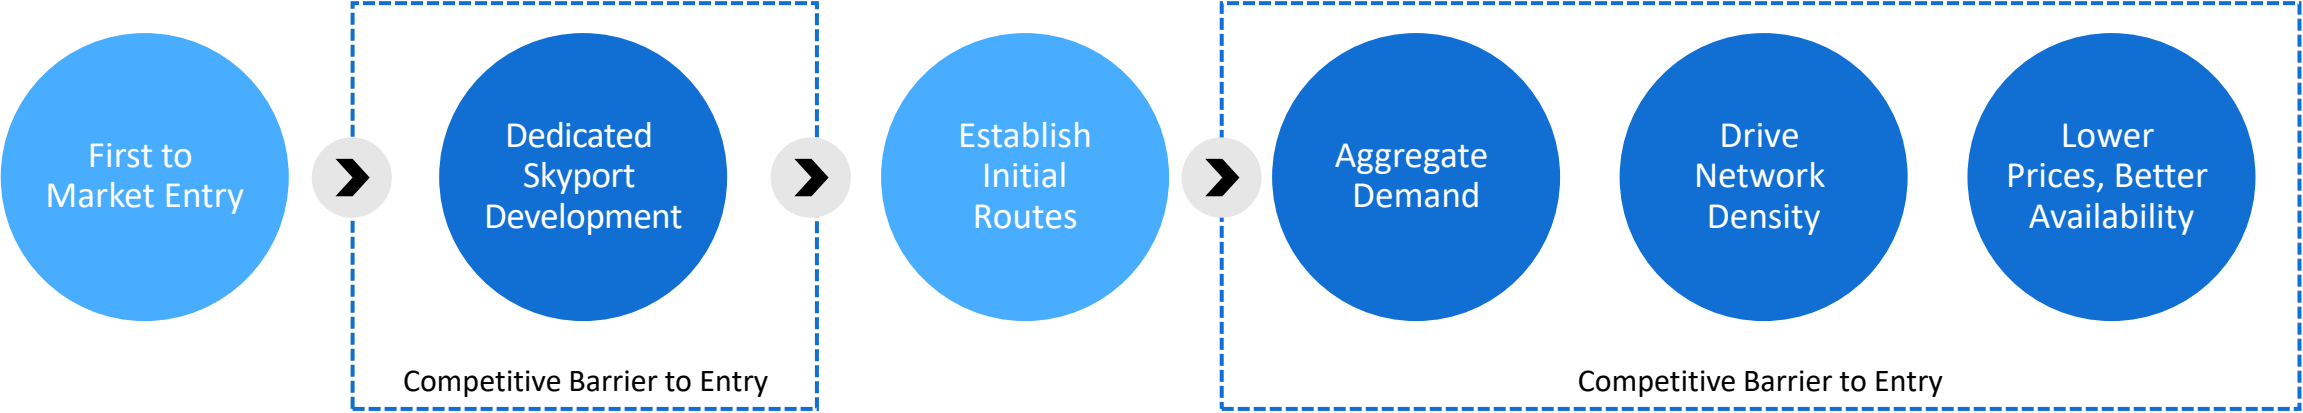 First to
Market Entry
Dedicated
Skyport
Development
Competitive Barrier to Entry
Establish
Initial
Routes
Aggregate
Demand
Drive
Network
Density
Lower
Prices, Better
Availability
Competitive Barrier to Entry